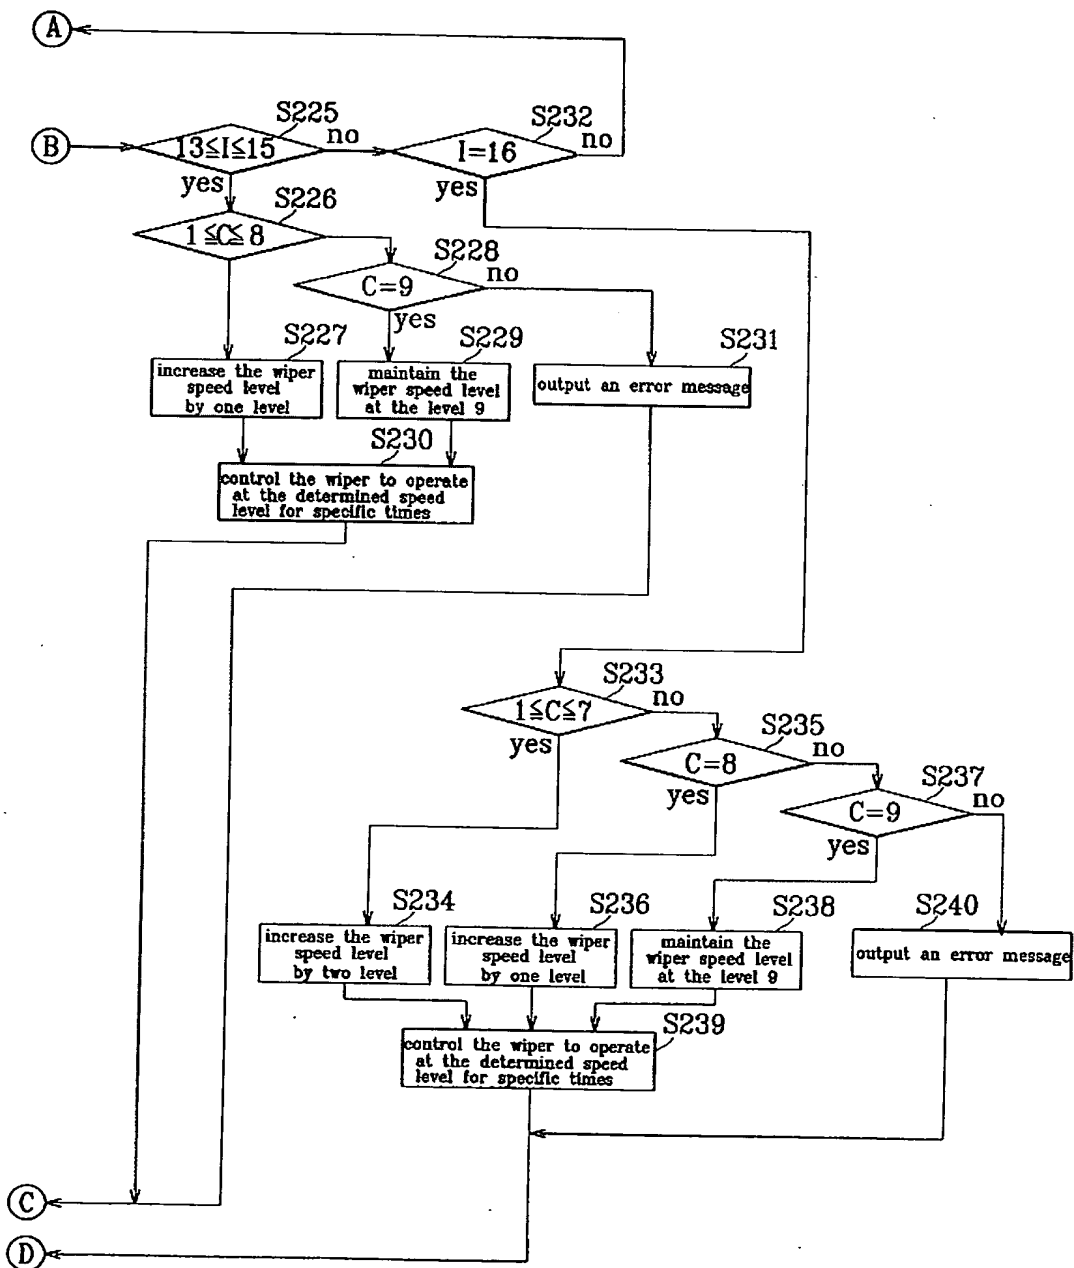 A
S225
S232
B
13≦I≦15
no
I=16
no
yes
yes
S226
1≦C≦8
S228
C=9
no
yes
S227
S229
S231
increase the wiper
speed level
by one level
maintain the
wiper speed level
at the level 9
output an error message
S230
control the wiper to operate
at the determined speed
level for specific times
S233
1≦C≦7
no
yes
S235
C=8
no
yes
S237
C=9
no
yes
S234
S236
S238
S240
increase the wiper
speed level
by two level
increase the wiper
speed level
by one level
maintain the
wiper speed level
at the level 9
output an error message
S239
control the wiper to operate
at the determined speed
level for specific times
C
D